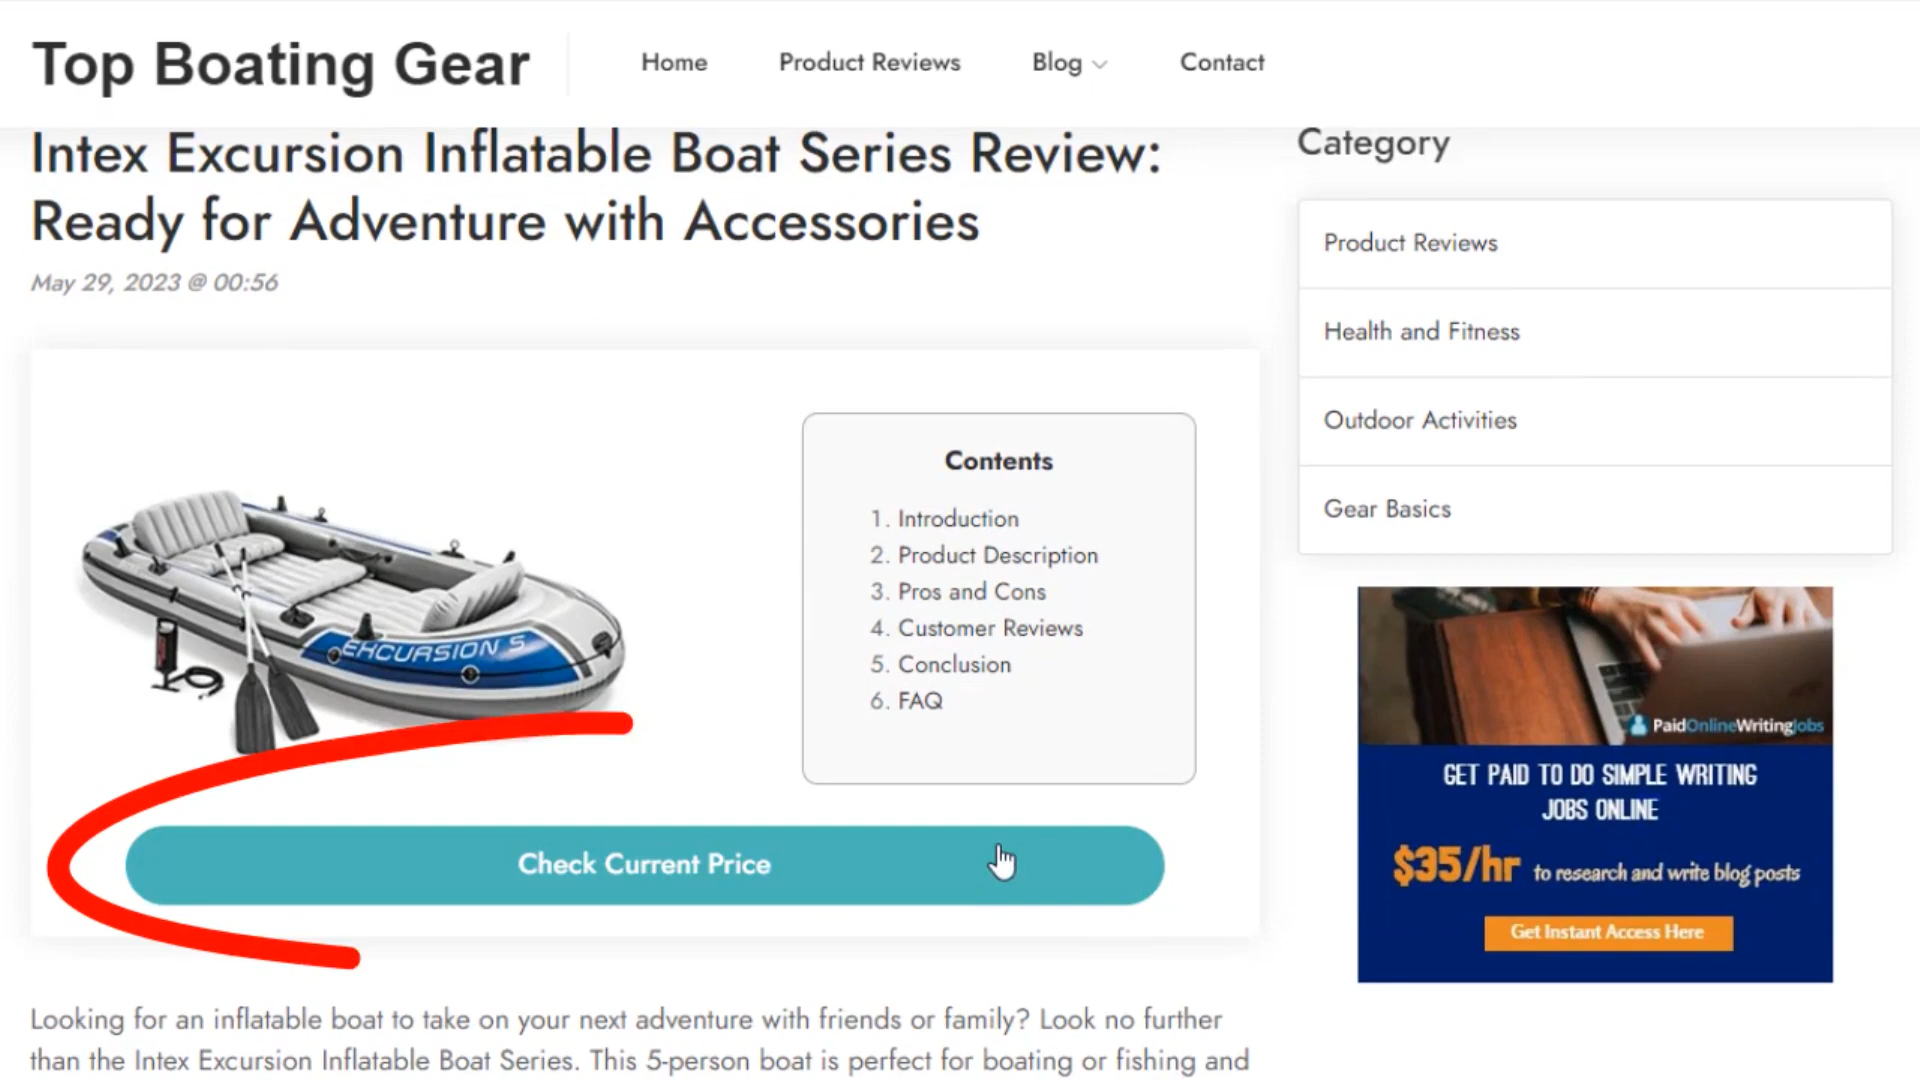 Top Boating Gear
Home
Product Reviews
Blog
Contact
Intex Excursion Inflatable Boat Series Review:
Ready for Adventure with Accessories
May 29, 2023 @ 00:56
EXCURSION 5
Contents
1. Introduction
2. Product Description
3. Pros and Cons
4. Customer Reviews
5. Conclusion
6. FAQ
Check Current Price
Looking for an inflatable boat to take on your next adventure with friends or family? Look no further
than the Intex Excursion Inflatable Boat Series. This 5-person boat is perfect for boating or fishing and
Category
Product Reviews
Health and Fitness
Outdoor Activities
Gear Basics
PaidOnlineWritingJobs
GET PAID TO DO SIMPLE WRITING
JOBS ONLINE
$35/hr to research and write blog posts
Get Instant Access Here